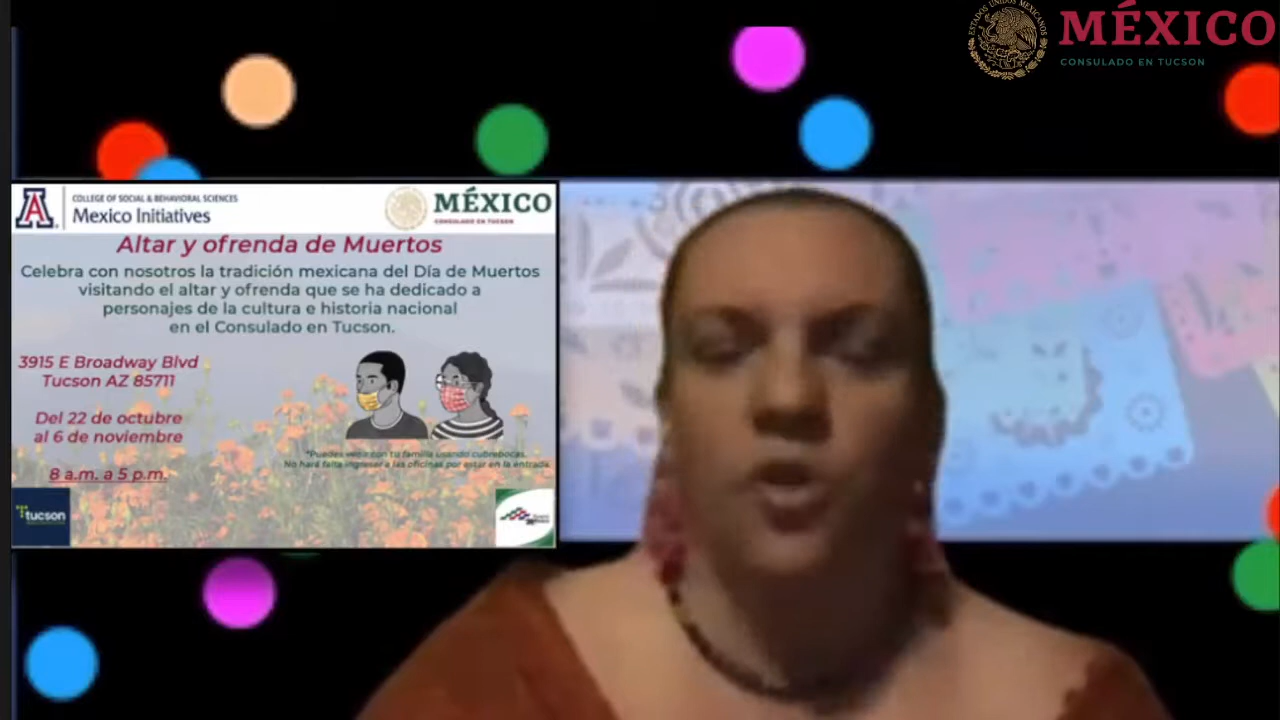 ESTADOS UNIDOS MEXICANOS
MÉXICO
CONSULADO EN TUCSON
COLLEGE OF SOCIAL & BEHAVIORAL SCIENCES
Mexico Initiatives
MÉXICO
CONSULADO EN TUCSON
Altar y ofrenda de Muertos
Celebra con nosotros la tradición mexicana del Día de Muertos
visitando el altar y ofrenda que se ha dedicado a
personajes de la cultura e historia nacional
en el Consulado en Tucson.
3915 E Broadway Blvd
Tucson AZ 85711
Del 22 de octubre
al 6 de noviembre
8 a.m. a 5 p.m.
*Puedes venir con tu familia usando cubrebocas.
No hará falta ingresar a las oficinas por estar en la entrada.
tucson